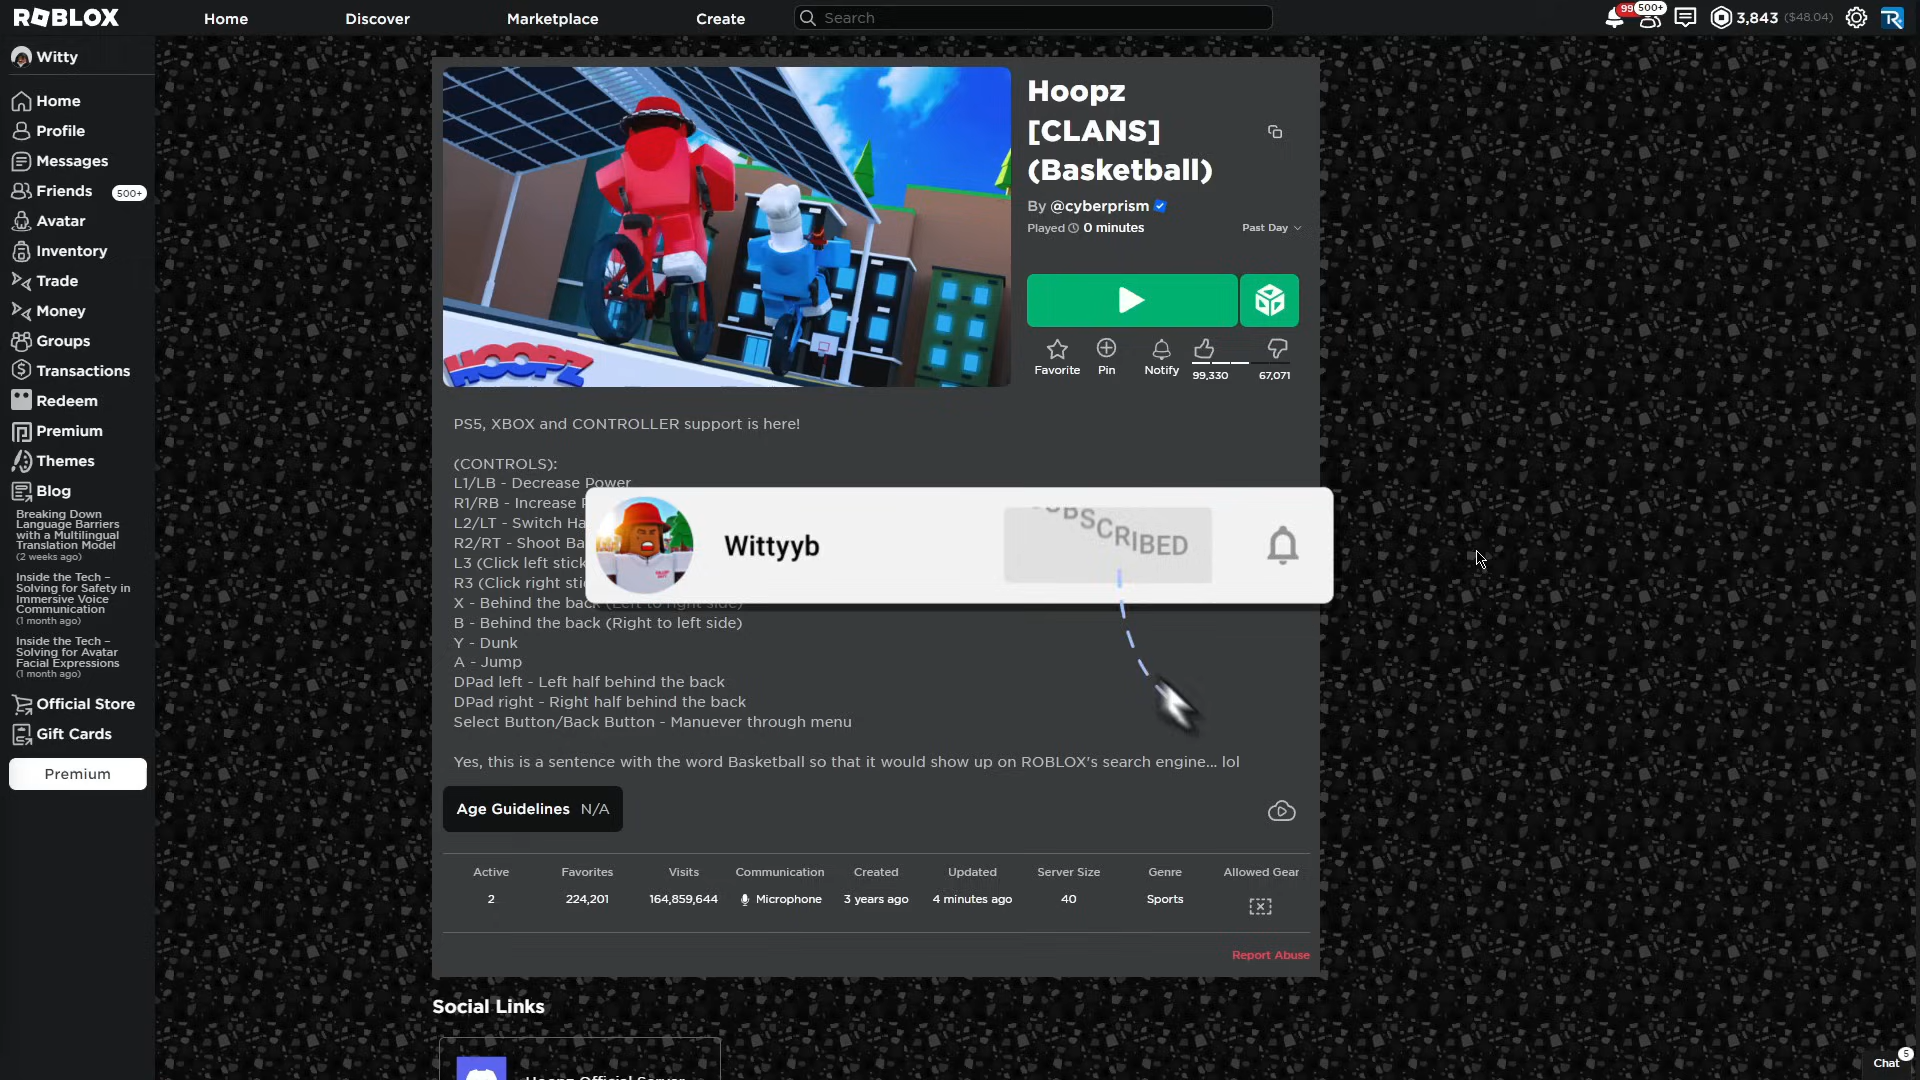 ROBLOX
Home
Discover
Marketplace
Create
Search
99
500+
3,843
($48.04)
Witty
Home
Profile
Messages
Friends
500+
Avatar
Inventory
Trade
Money
Groups
Transactions
Redeem
Premium
Themes
Blog
Breaking Down
Language Barriers
with a Multilingual
Translation Model
(2 weeks ago)
Inside the Tech –
Solving for Safety in
Immersive Voice
Communication
(1 month ago)
Inside the Tech –
Solving for Avatar
Facial Expressions
(1 month ago)
Official Store
Gift Cards
Premium
HOOPZ
Hoopz
[CLANS]
(Basketball)
By @cyberprism
Played 0 minutes
Past Day
Favorite
Pin
Notify
99,330
67,071
PS5, XBOX and CONTROLLER support is here!
(CONTROLS):
L1/LB - Decrease Power
R1/RB - Increase
L2/LT - Switch Ha
R2/RT - Shoot Ba
L3 (Click left stick
R3 (Click right stic
X - Behind the back (Left to right side)
B - Behind the back (Right to left side)
Y - Dunk
A - Jump
DPad left - Left half behind the back
DPad right - Right half behind the back
Select Button/Back Button - Manuever through menu
Yes, this is a sentence with the word Basketball so that it would show up on ROBLOX's search engine... lol
Wittyyb
SUBSCRIBED
Age Guidelines N/A
Active
Favorites
Visits
Communication
Created
Updated
Server Size
Genre
Allowed Gear
2
224,201
164,859,644
Microphone
3 years ago
4 minutes ago
40
Sports
Report Abuse
Social Links
Hoopz Official Server
Chat
5